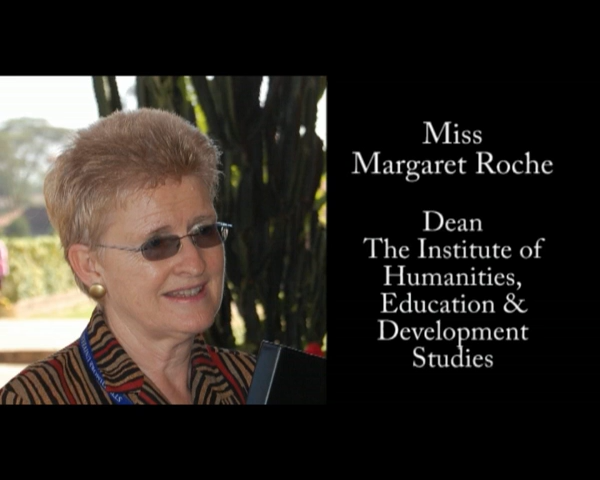 Miss
Margaret Roche
Dean
The Institute of
Humanities,
Education &
Development
Studies